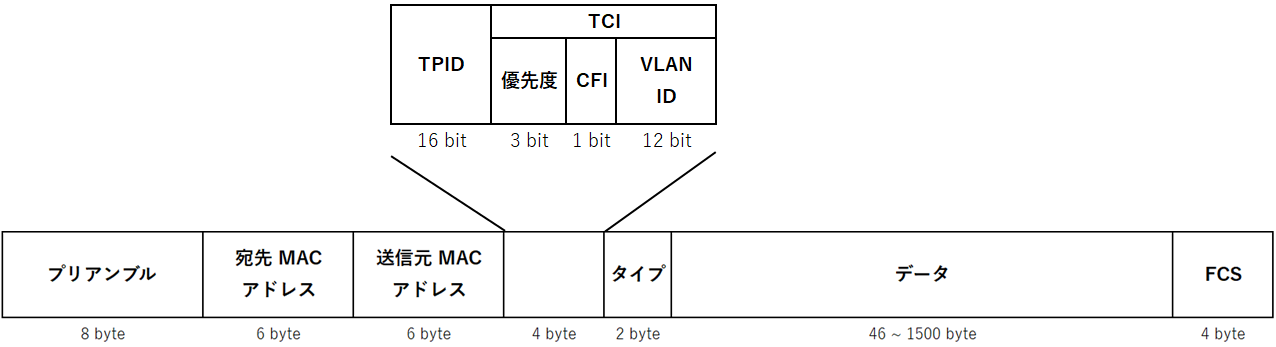 TPID
TCI
優先度
CFI
VLAN
ID
16 bit
3 bit
1 bit
12 bit
プリアンブル
宛先 MAC
アドレス
送信元 MAC
アドレス
タイプ
データ
FCS
8 byte
6 byte
6 byte
4 byte
2 byte
46 ~ 1500 byte
4 byte